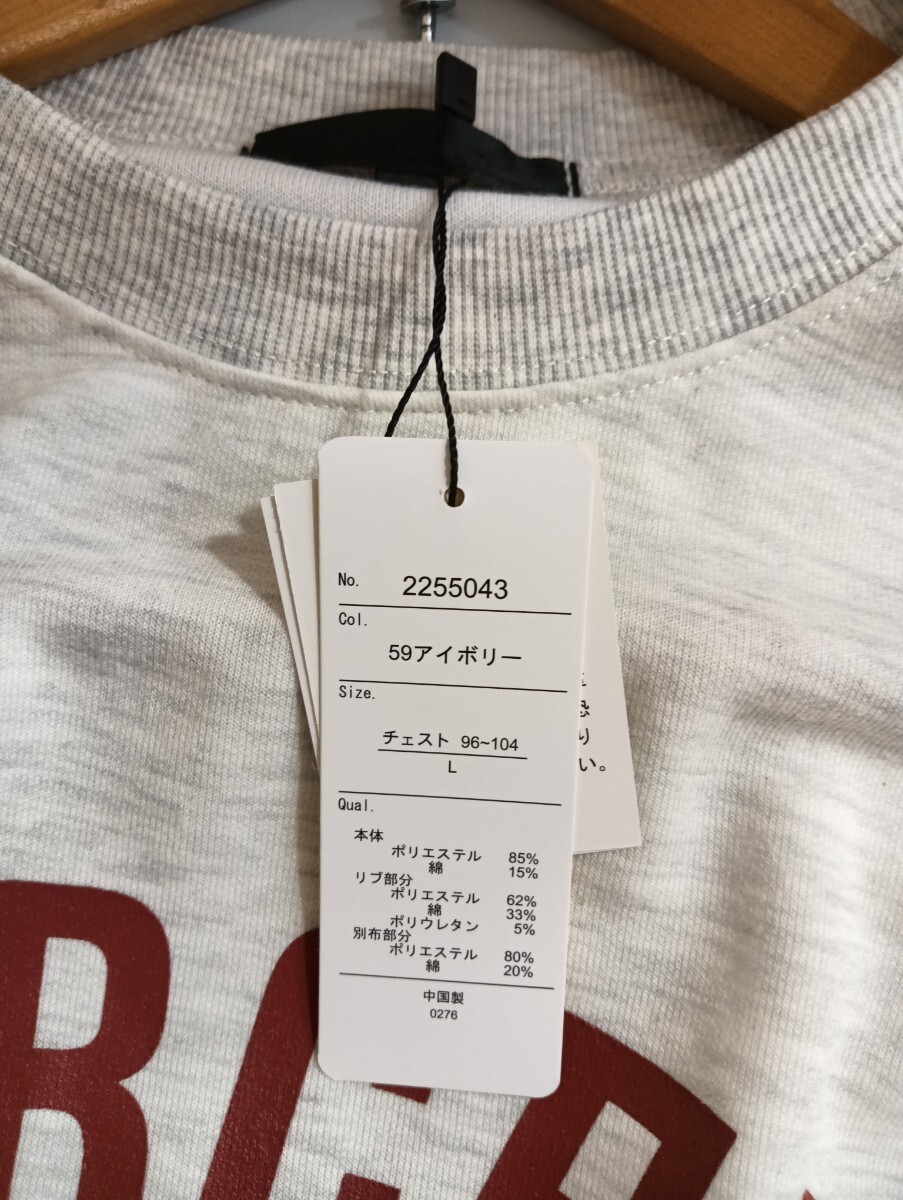 No. 2255043
Col.
59アイボリー
Size.
チェスト 96~104
L
Qual.
本体
ポリエステル 85%
綿 15%
リブ部分
ポリエステル 62%
綿 33%
ポリウレタン 5%
別布部分
ポリエステル 80%
綿 20%
中国製
0276
恐
り
い。